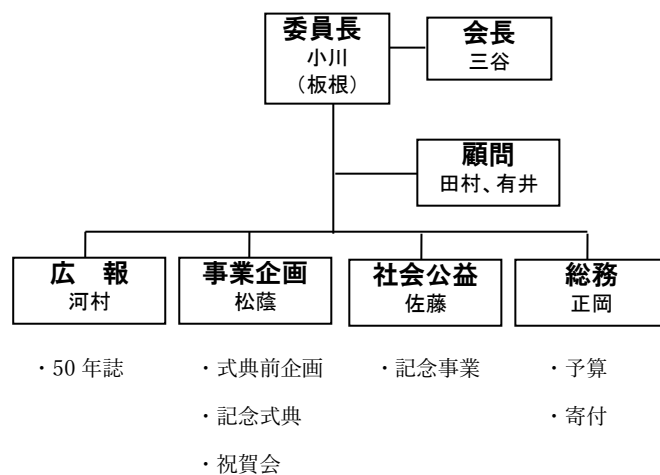 委員長
小川
（板根）
会長
三谷
顧問
田村、有井
広　報
河村
事業企画
松蔭
社会公益
佐藤
総務
正岡
・50 年誌
・式典前企画
・記念式典
・祝賀会
・記念事業
・予算
・寄付